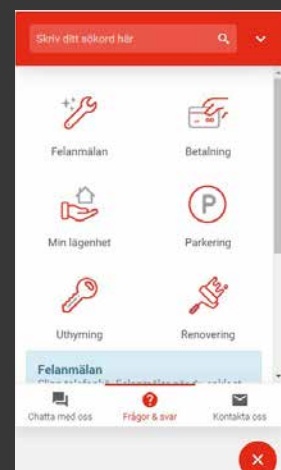 Skriv ditt sökord här
Felanmälan
Betalning
Min lägenhet
P
Parkering
Uthyrning
Renovering
Felanmälan
Chatta med oss
Frågor & svar
Kontakta oss